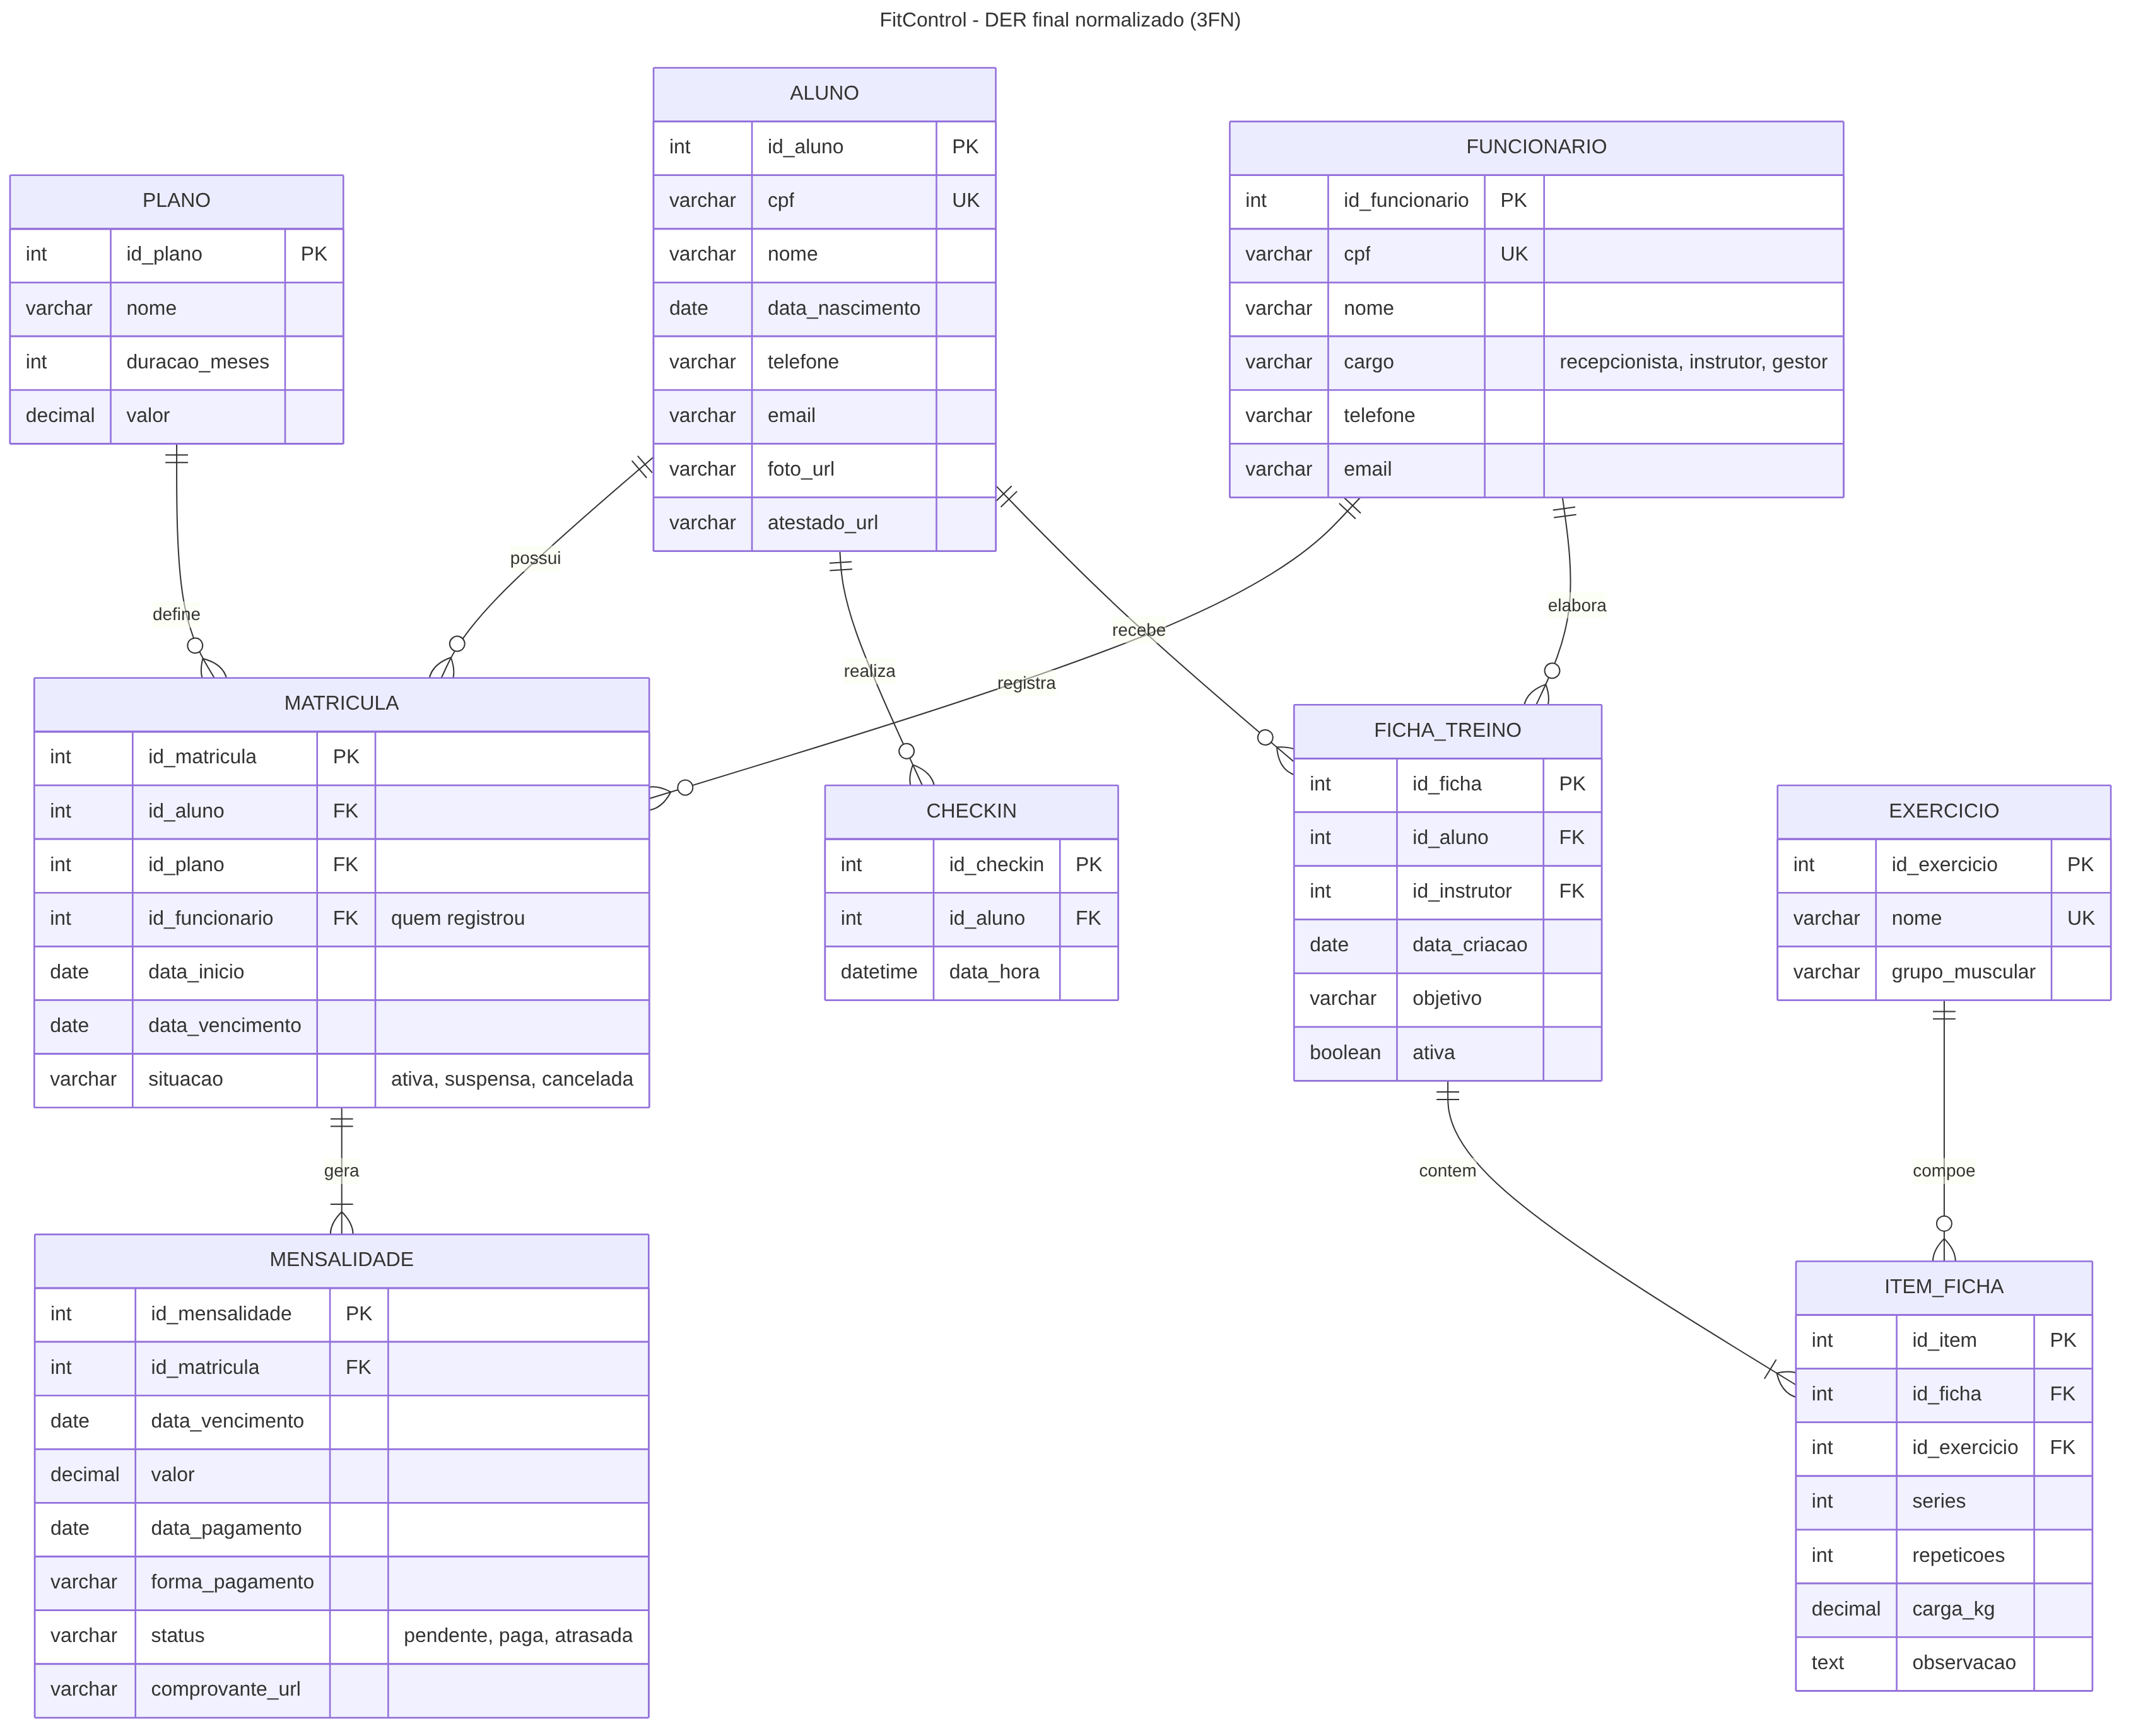 FitControl - DER final normalizado (3FN)
PLANO
int id_plano PK
varchar nome
int duracao_meses
decimal valor
ALUNO
int id_aluno PK
varchar cpf UK
varchar nome
date data_nascimento
varchar telefone
varchar email
varchar foto_url
varchar atestado_url
FUNCIONARIO
int id_funcionario PK
varchar cpf UK
varchar nome
varchar cargo recepcionista, instrutor, gestor
varchar telefone
varchar email
define
possui
realiza
registra
recebe
elabora
MATRICULA
int id_matricula PK
int id_aluno FK
int id_plano FK
int id_funcionario FK quem registrou
date data_inicio
date data_vencimento
varchar situacao ativa, suspensa, cancelada
CHECKIN
int id_checkin PK
int id_aluno FK
datetime data_hora
FICHA_TREINO
int id_ficha PK
int id_aluno FK
int id_instrutor FK
date data_criacao
varchar objetivo
boolean ativa
EXERCICIO
int id_exercicio PK
varchar nome UK
varchar grupo_muscular
gera
contem
compoe
MENSALIDADE
int id_mensalidade PK
int id_matricula FK
date data_vencimento
decimal valor
date data_pagamento
varchar forma_pagamento
varchar status pendente, paga, atrasada
varchar comprovante_url
ITEM_FICHA
int id_item PK
int id_ficha FK
int id_exercicio FK
int series
int repeticoes
decimal carga_kg
text observacao